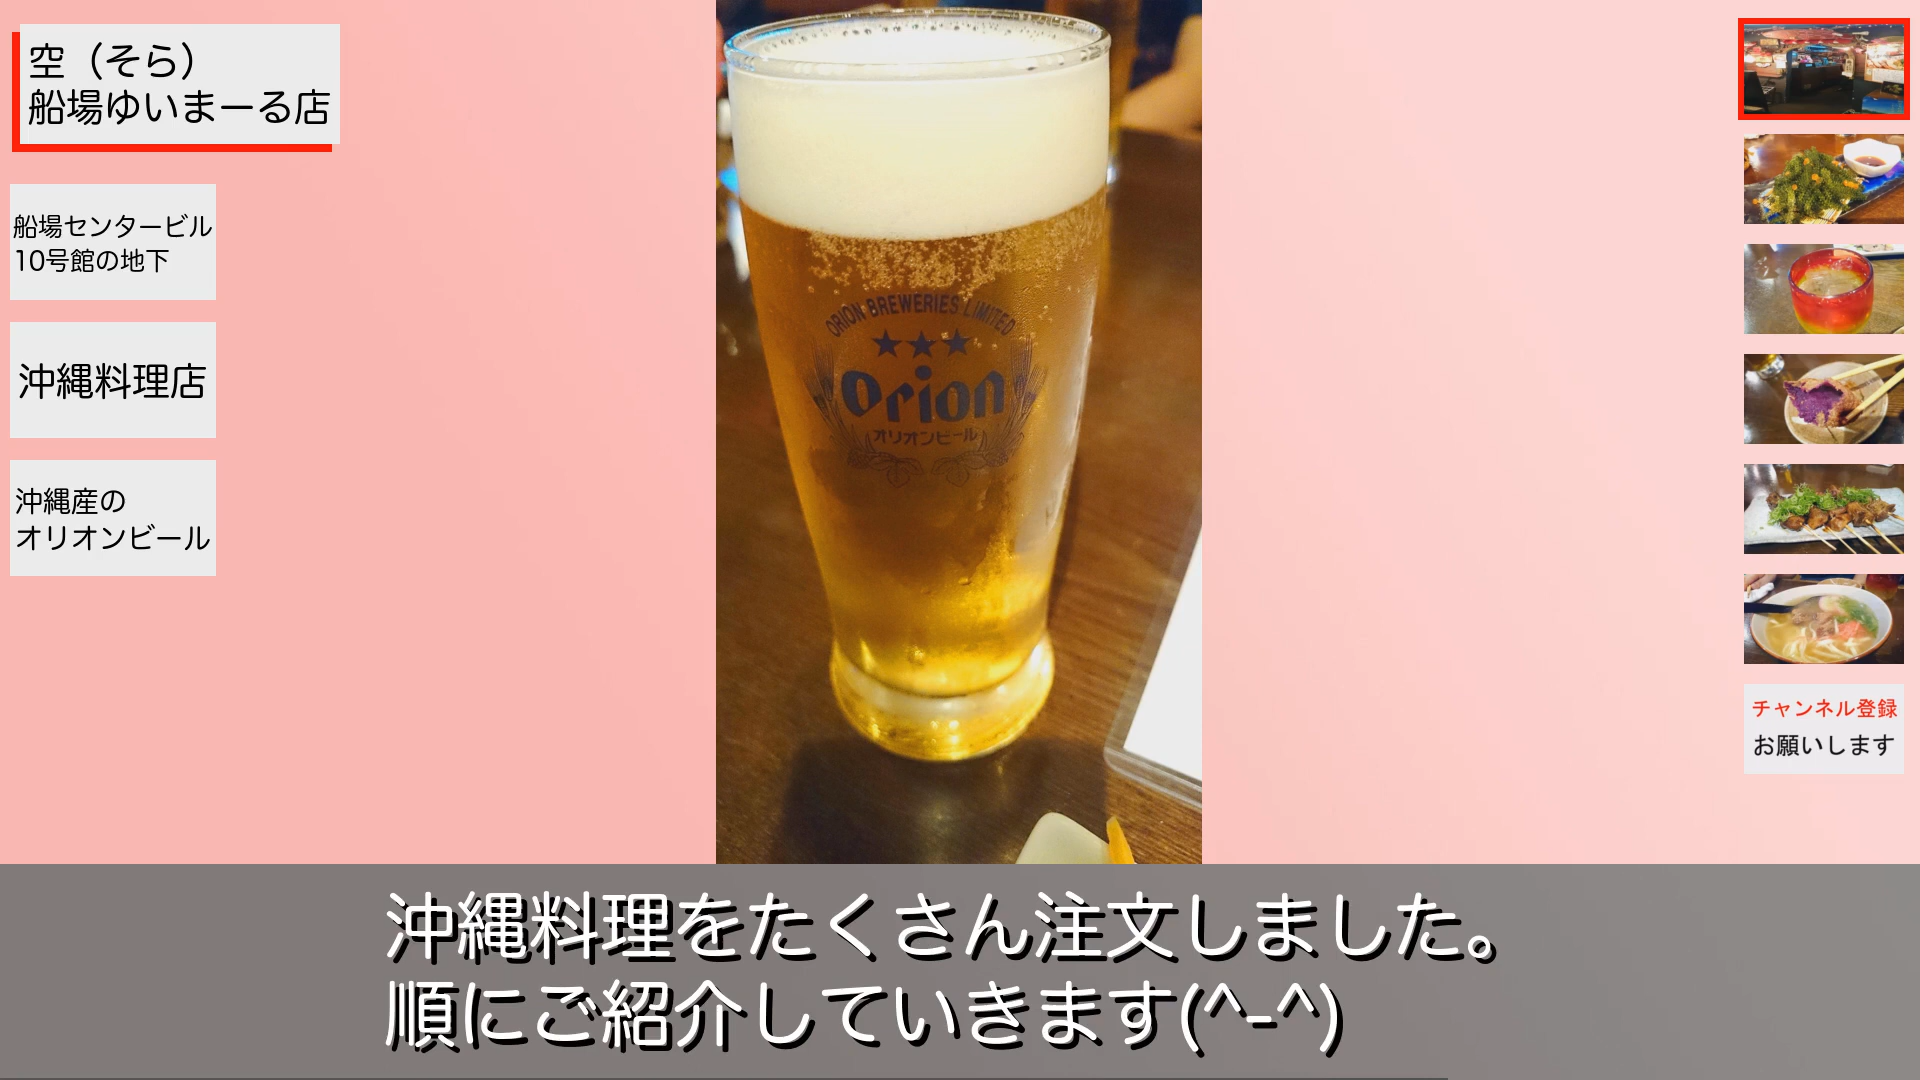 空（そら）
船場ゆいまーる店
船場センタービル
10号館の地下
沖縄料理店
沖縄産の
オリオンビール
ORION BREWERIES LIMITED
Orion
オリオンビール
チャンネル登録
お願いします
沖縄料理をたくさん注文しました。
順にご紹介していきます(^-^)